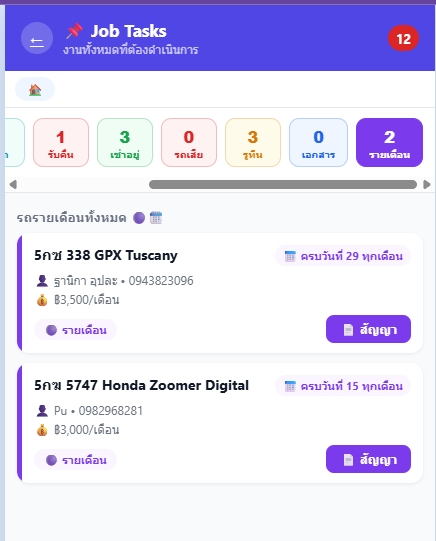 ←
📌 Job Tasks
งานทั้งหมดที่ต้องดำเนินการ
12
1 3 0 3 0 2
รับคืน เช่าอยู่ รถเสีย รูทีน เอกสาร รายเดือน
รถรายเดือนทั้งหมด
5กซ 338 GPX Tuscany
ครบวันที่ 29 ทุกเดือน
ฐานิกา อุปละ • 0943823096
฿3,500/เดือน
รายเดือน
สัญญา
5กฆ 5747 Honda Zoomer Digital
ครบวันที่ 15 ทุกเดือน
Pu • 0982968281
฿3,000/เดือน
รายเดือน
สัญญา